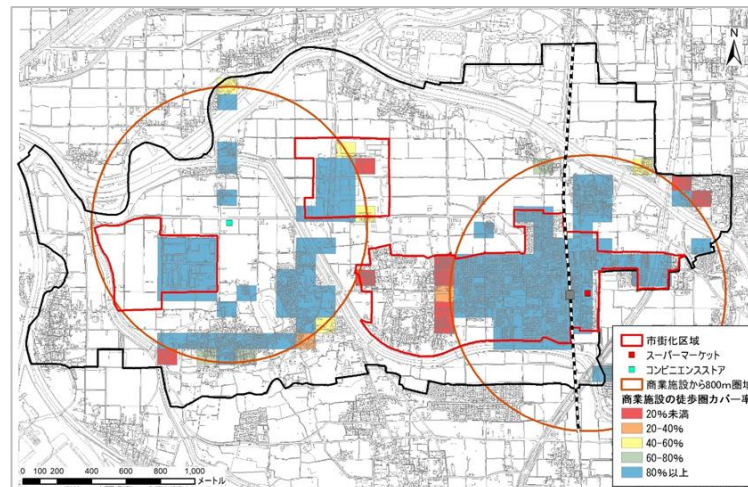 N
市街化区域
スーパーマーケット
コンビニエンスストア
商業施設から800m圏域
商業施設の徒歩圏カバー率
20%未満
20-40%
40-60%
60-80%
80%以上
0 100 200 400 600 800 1,000
メートル